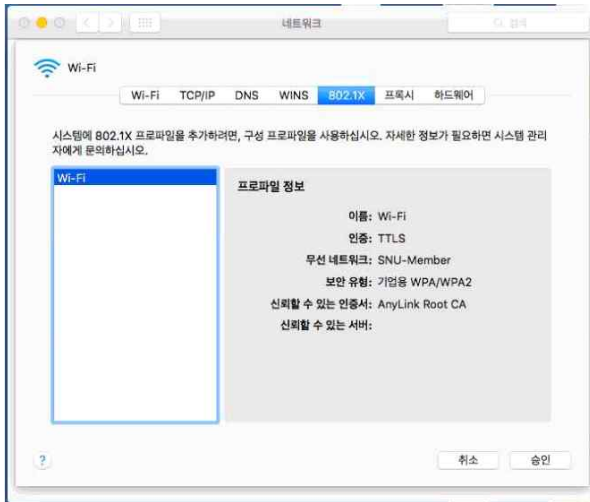 네트워크
검색
Wi-Fi
Wi-Fi TCP/IP DNS WINS 802.1X 프록시 하드웨어
시스템에 802.1X 프로파일을 추가하려면, 구성 프로파일을 사용하십시오. 자세한 정보가 필요하면 시스템 관리
자에게 문의하십시오.
Wi-Fi
프로파일 정보
이름: Wi-Fi
인증: TTLS
무선 네트워크: SNU-Member
보안 유형: 기업용 WPA/WPA2
신뢰할 수 있는 인증서: AnyLink Root CA
신뢰할 수 있는 서버:
? 취소 승인